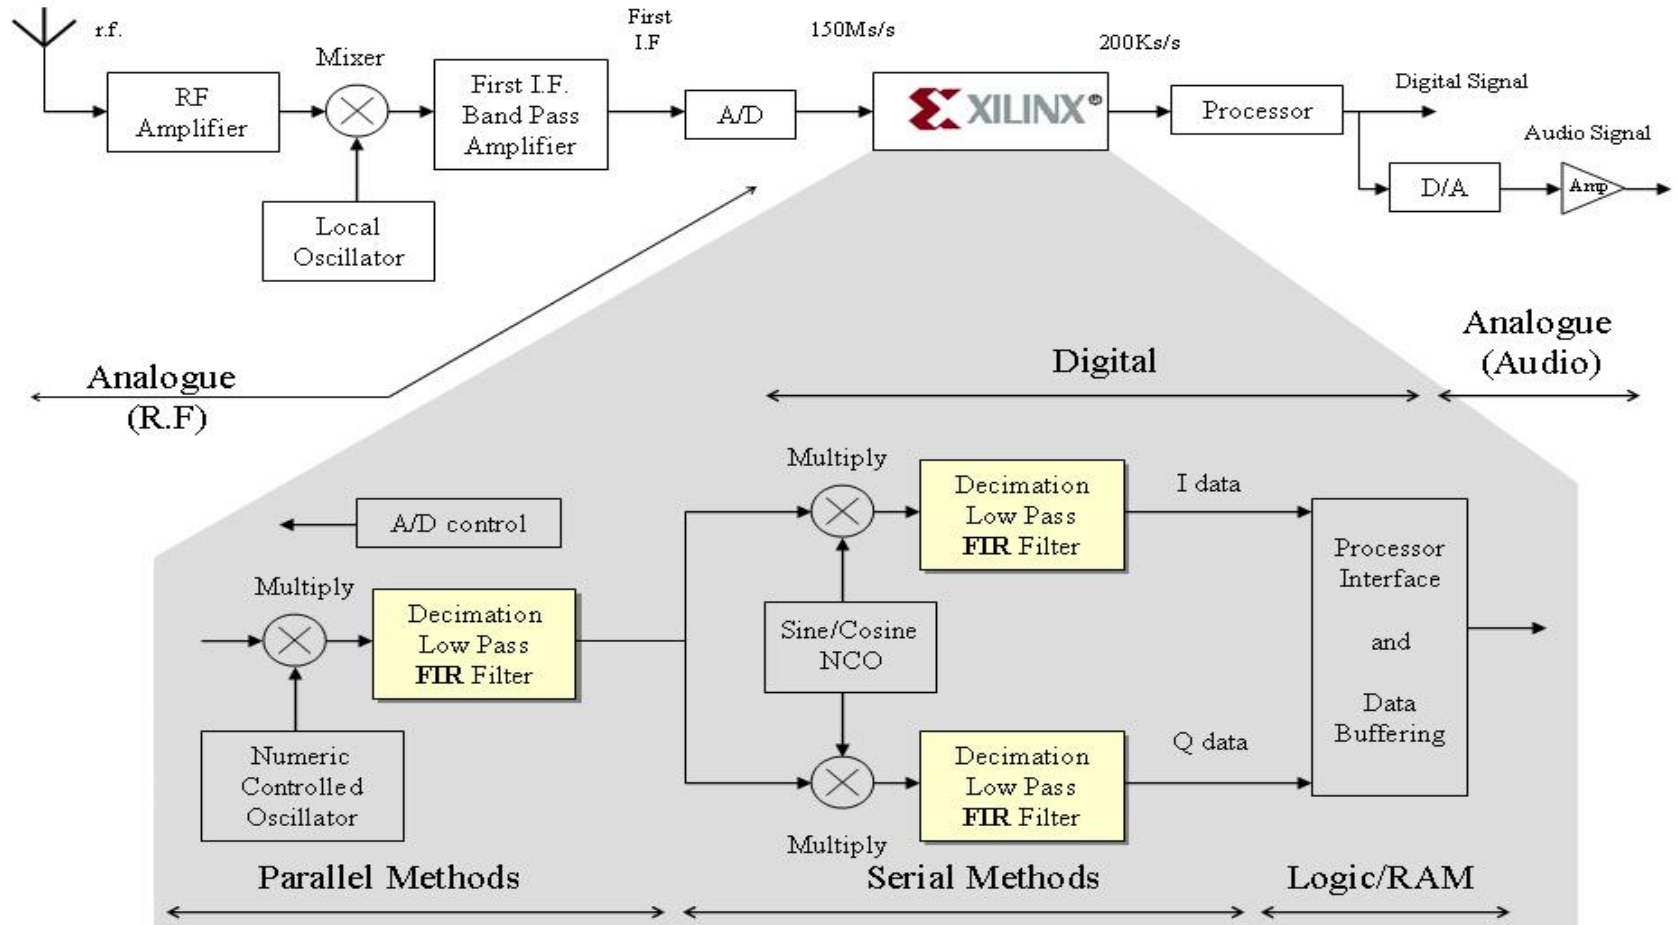 r.f.
Mixer
First
I.F
150Ms/s
200Ks/s
RF
Amplifier
First I.F.
Band Pass
Amplifier
A/D
XILINX®
Processor
Digital Signal
Audio Signal
D/A
Amp
Local
Oscillator
Analogue
(R.F)
Digital
Analogue
(Audio)
A/D control
Multiply
Decimation
Low Pass
FIR Filter
Numeric
Controlled
Oscillator
Multiply
Decimation
Low Pass
FIR Filter
I data
Sine/Cosine
NCO
Decimation
Low Pass
FIR Filter
Q data
Multiply
Processor
Interface
and
Data
Buffering
Parallel Methods
Serial Methods
Logic/RAM